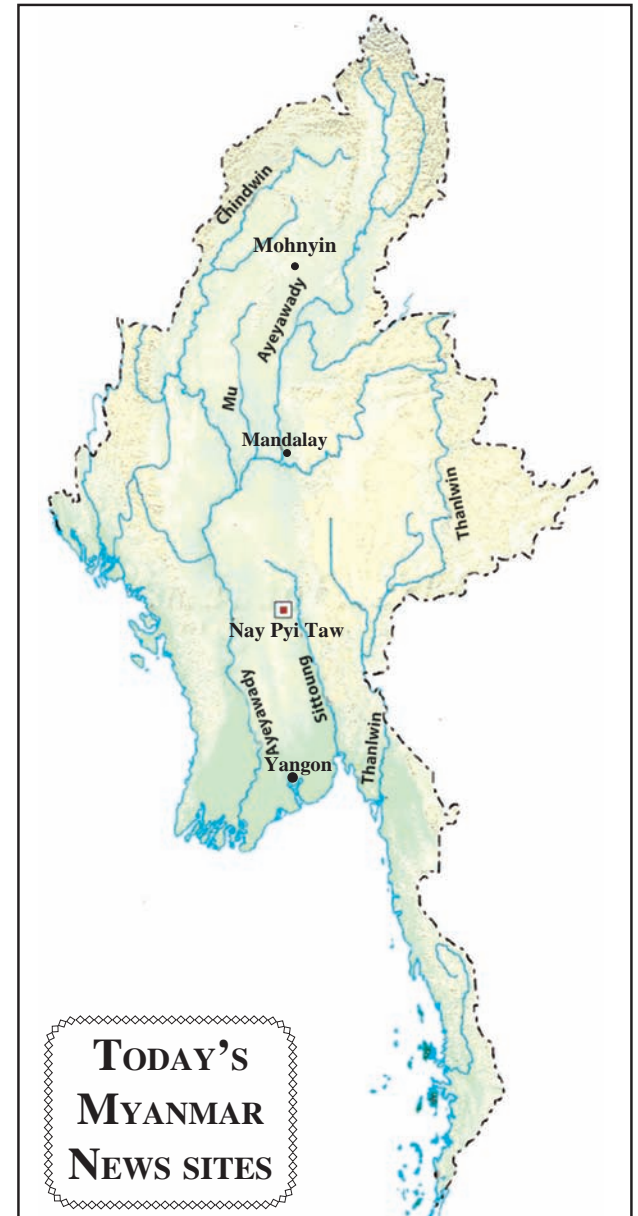 Chindwin
Mohnyin
Ayeyawady
Mu
Mandalay
Thanlwin
Nay Pyi Taw
Sittoung
Ayeyawady
Thanlwin
Yangon
TODAY'S
MYANMAR
NEWS SITES